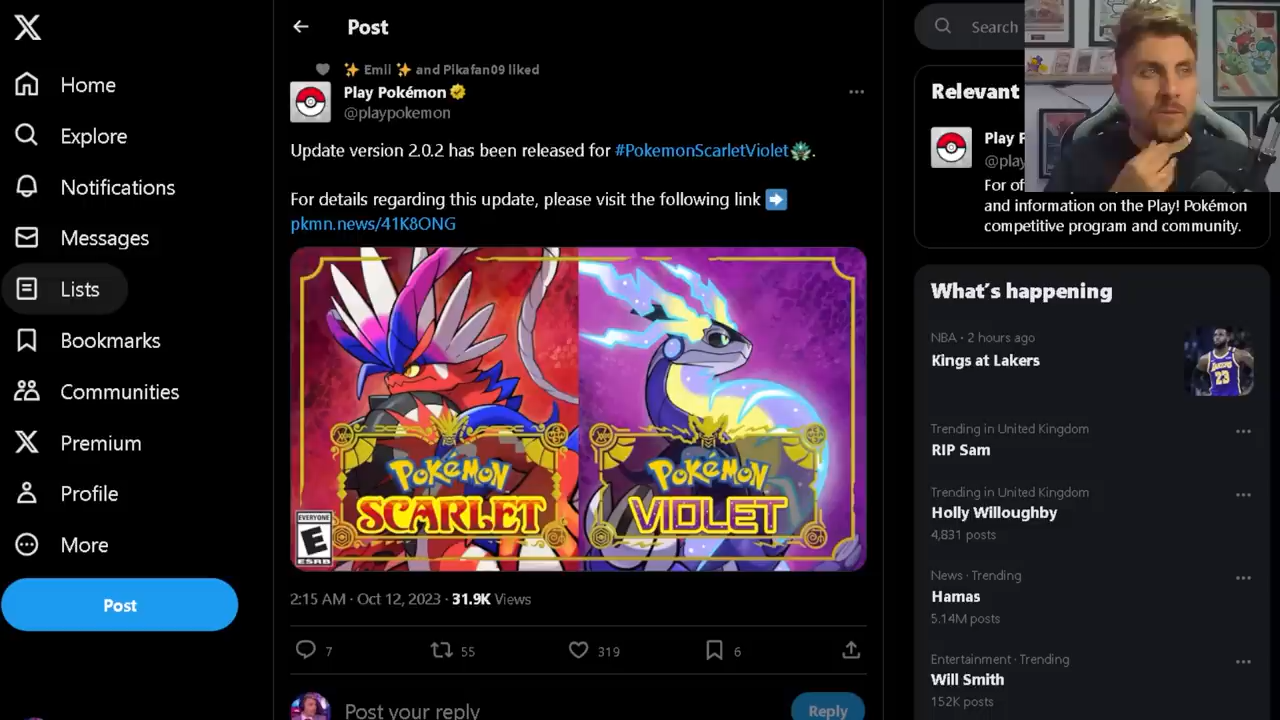 Home
Explore
Notifications
Messages
Lists
Bookmarks
Communities
Premium
Profile
More
Post
Post
✨ Emil ✨ and Pikafan09 liked
Play Pokémon
@playpokemon
Update version 2.0.2 has been released for #PokemonScarletViolet.
For details regarding this update, please visit the following link ➡️
pkmn.news/41K8ONG
POKéMON
SCARLET
EVERYONE
E
ESRB
POKéMON
VIOLET
2:15 AM · Oct 12, 2023 · 31.9K Views
7
55
319
6
Post your reply
Reply
Search
Relevant
Play
@play
For of
and information on the Play! Pokémon
competitive program and community.
What's happening
NBA · 2 hours ago
Kings at Lakers
Trending in United Kingdom
RIP Sam
Trending in United Kingdom
Holly Willoughby
4,831 posts
News · Trending
Hamas
5.14M posts
Entertainment · Trending
Will Smith
152K posts